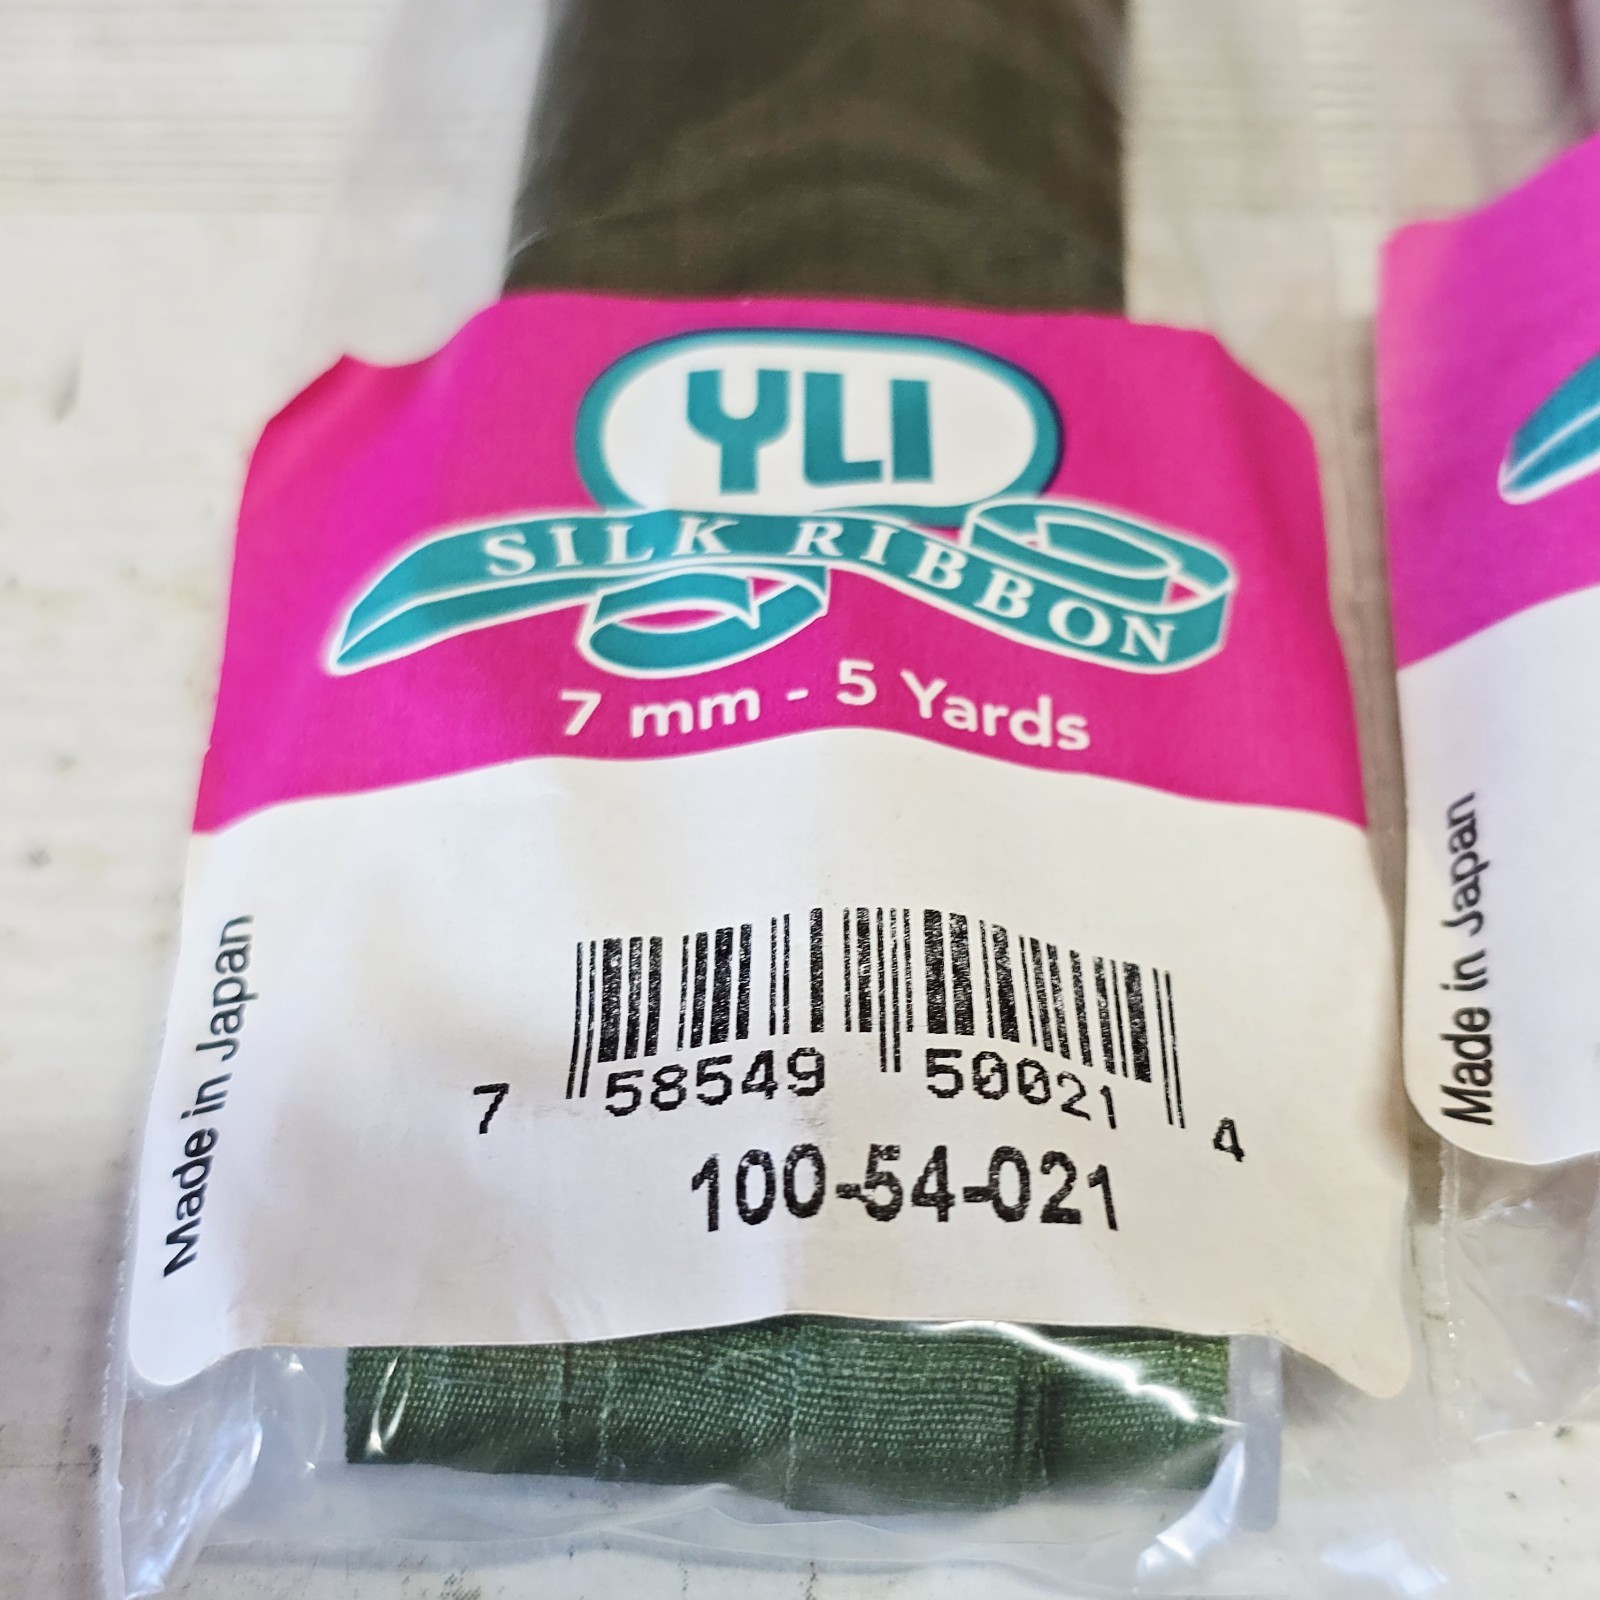 YLI
SILK RIBBON
7 mm - 5 Yards
Made in Japan
7 58549 50021 4
100-54-021
Made in Japan